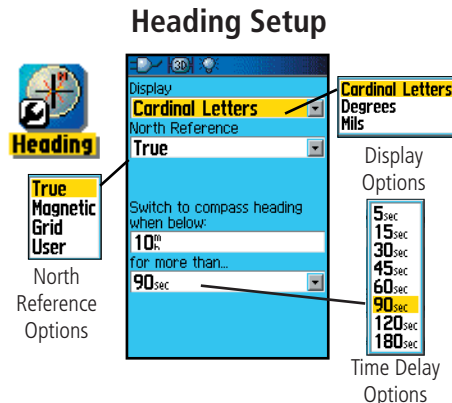 Heading Setup
3D
Display
Cardinal Letters
North Reference
True
Switch to compass heading
when below:
10 m/h
for more than...
90sec
Heading
True
Magnetic
Grid
User
North
Reference
Options
Cardinal Letters
Degrees
Mils
Display
Options
5sec
15sec
30sec
45sec
60sec
90sec
120sec
180sec
Time Delay
Options